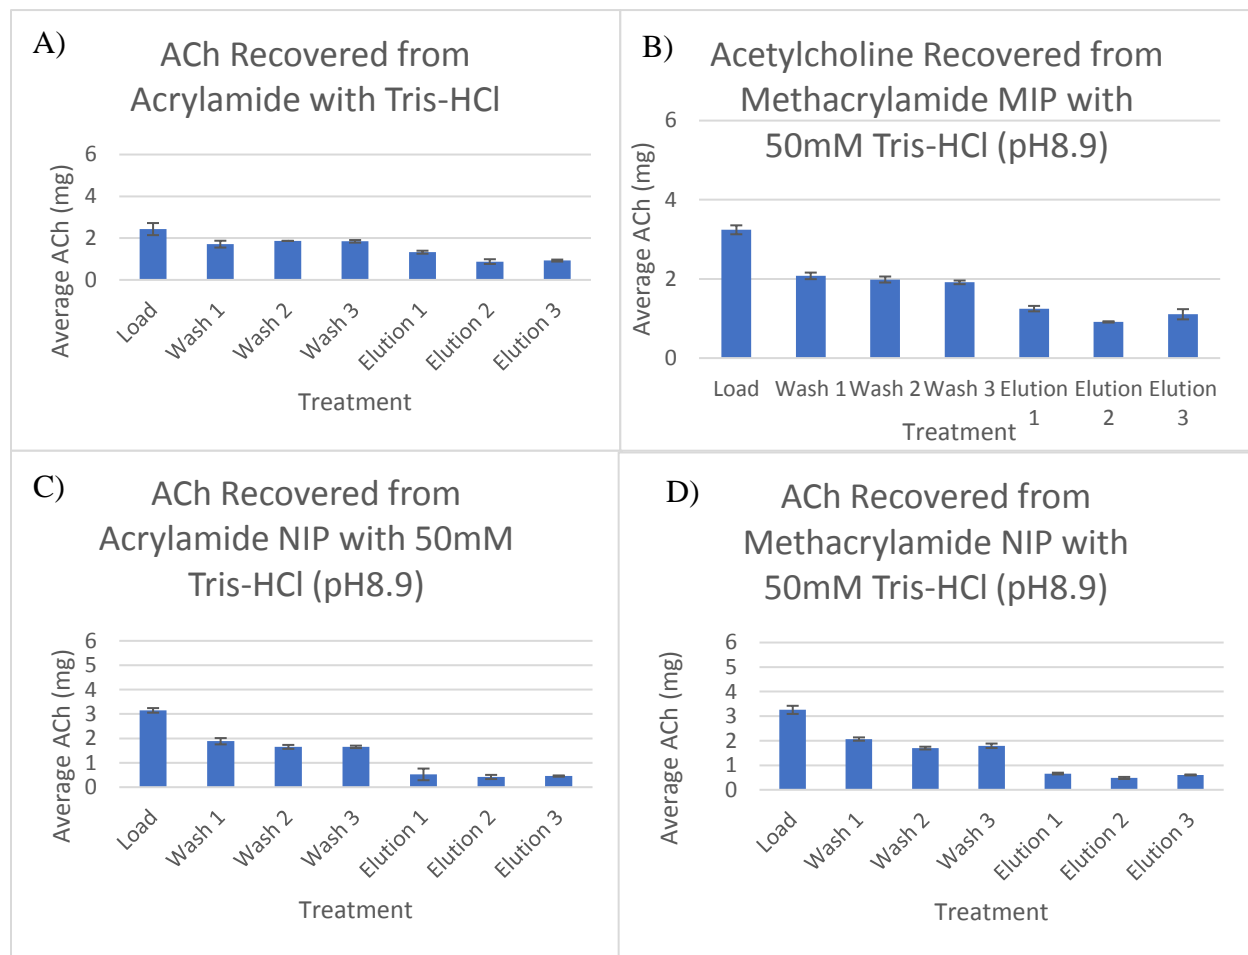 A)
ACh Recovered from
Acrylamide with Tris-HCl
6
4
2
0
Average ACh (mg)
Load
Wash 1
Wash 2
Wash 3
Elution 1
Elution 2
Elution 3
Treatment
B)
Acetylcholine Recovered from
Methacrylamide MIP with
50mM Tris-HCl (pH8.9)
6
4
2
0
Average ACh (mg)
Load
Wash 1
Wash 2
Wash 3
Elution 1
Elution 2
Elution 3
Treatment
C)
ACh Recovered from
Acrylamide NIP with 50mM
Tris-HCl (pH8.9)
6
5
4
3
2
1
0
Average ACh (mg)
Load
Wash 1
Wash 2
Wash 3
Elution 1
Elution 2
Elution 3
Treatment
D)
ACh Recovered from
Methacrylamide NIP with
50mM Tris-HCl (pH8.9)
6
5
4
3
2
1
0
Average ACh (mg)
Load
Wash 1
Wash 2
Wash 3
Elution 1
Elution 2
Elution 3
Treatment